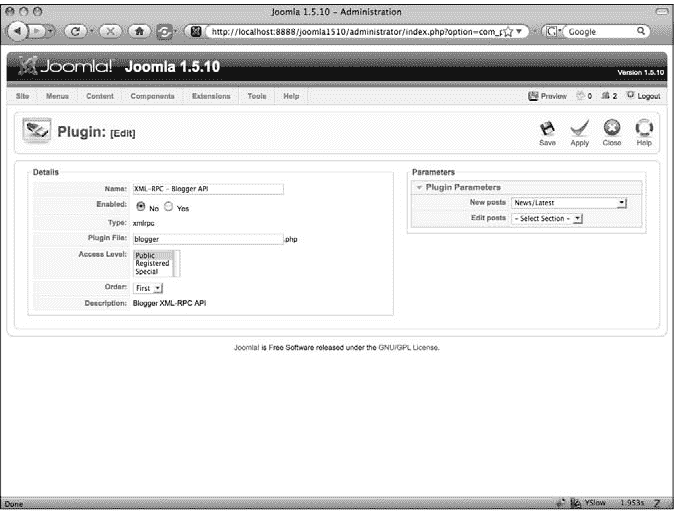 Joomla 1.5.10 – Administration
http://localhost:8888/joomla1510/administrator/index.php?option=com_
Google
Joomla! Joomla 1.5.10
Version 1.5.10
Site Menus Content Components Extensions Tools Help
Preview 0 2 Logout
Plugin: [Edit]
Save Apply Close Help
Details
Name: XML-RPC - Blogger API
Enabled: No Yes
Type: xmlrpc
Plugin File: blogger .php
Access Level: Public
Registered
Special
Order: First
Description: Blogger XML-RPC API
Parameters
Plugin Parameters
New posts News/Latest
Edit posts - Select Section -
Joomla! is Free Software released under the GNU/GPL License.
Done
YSlow 1.953s